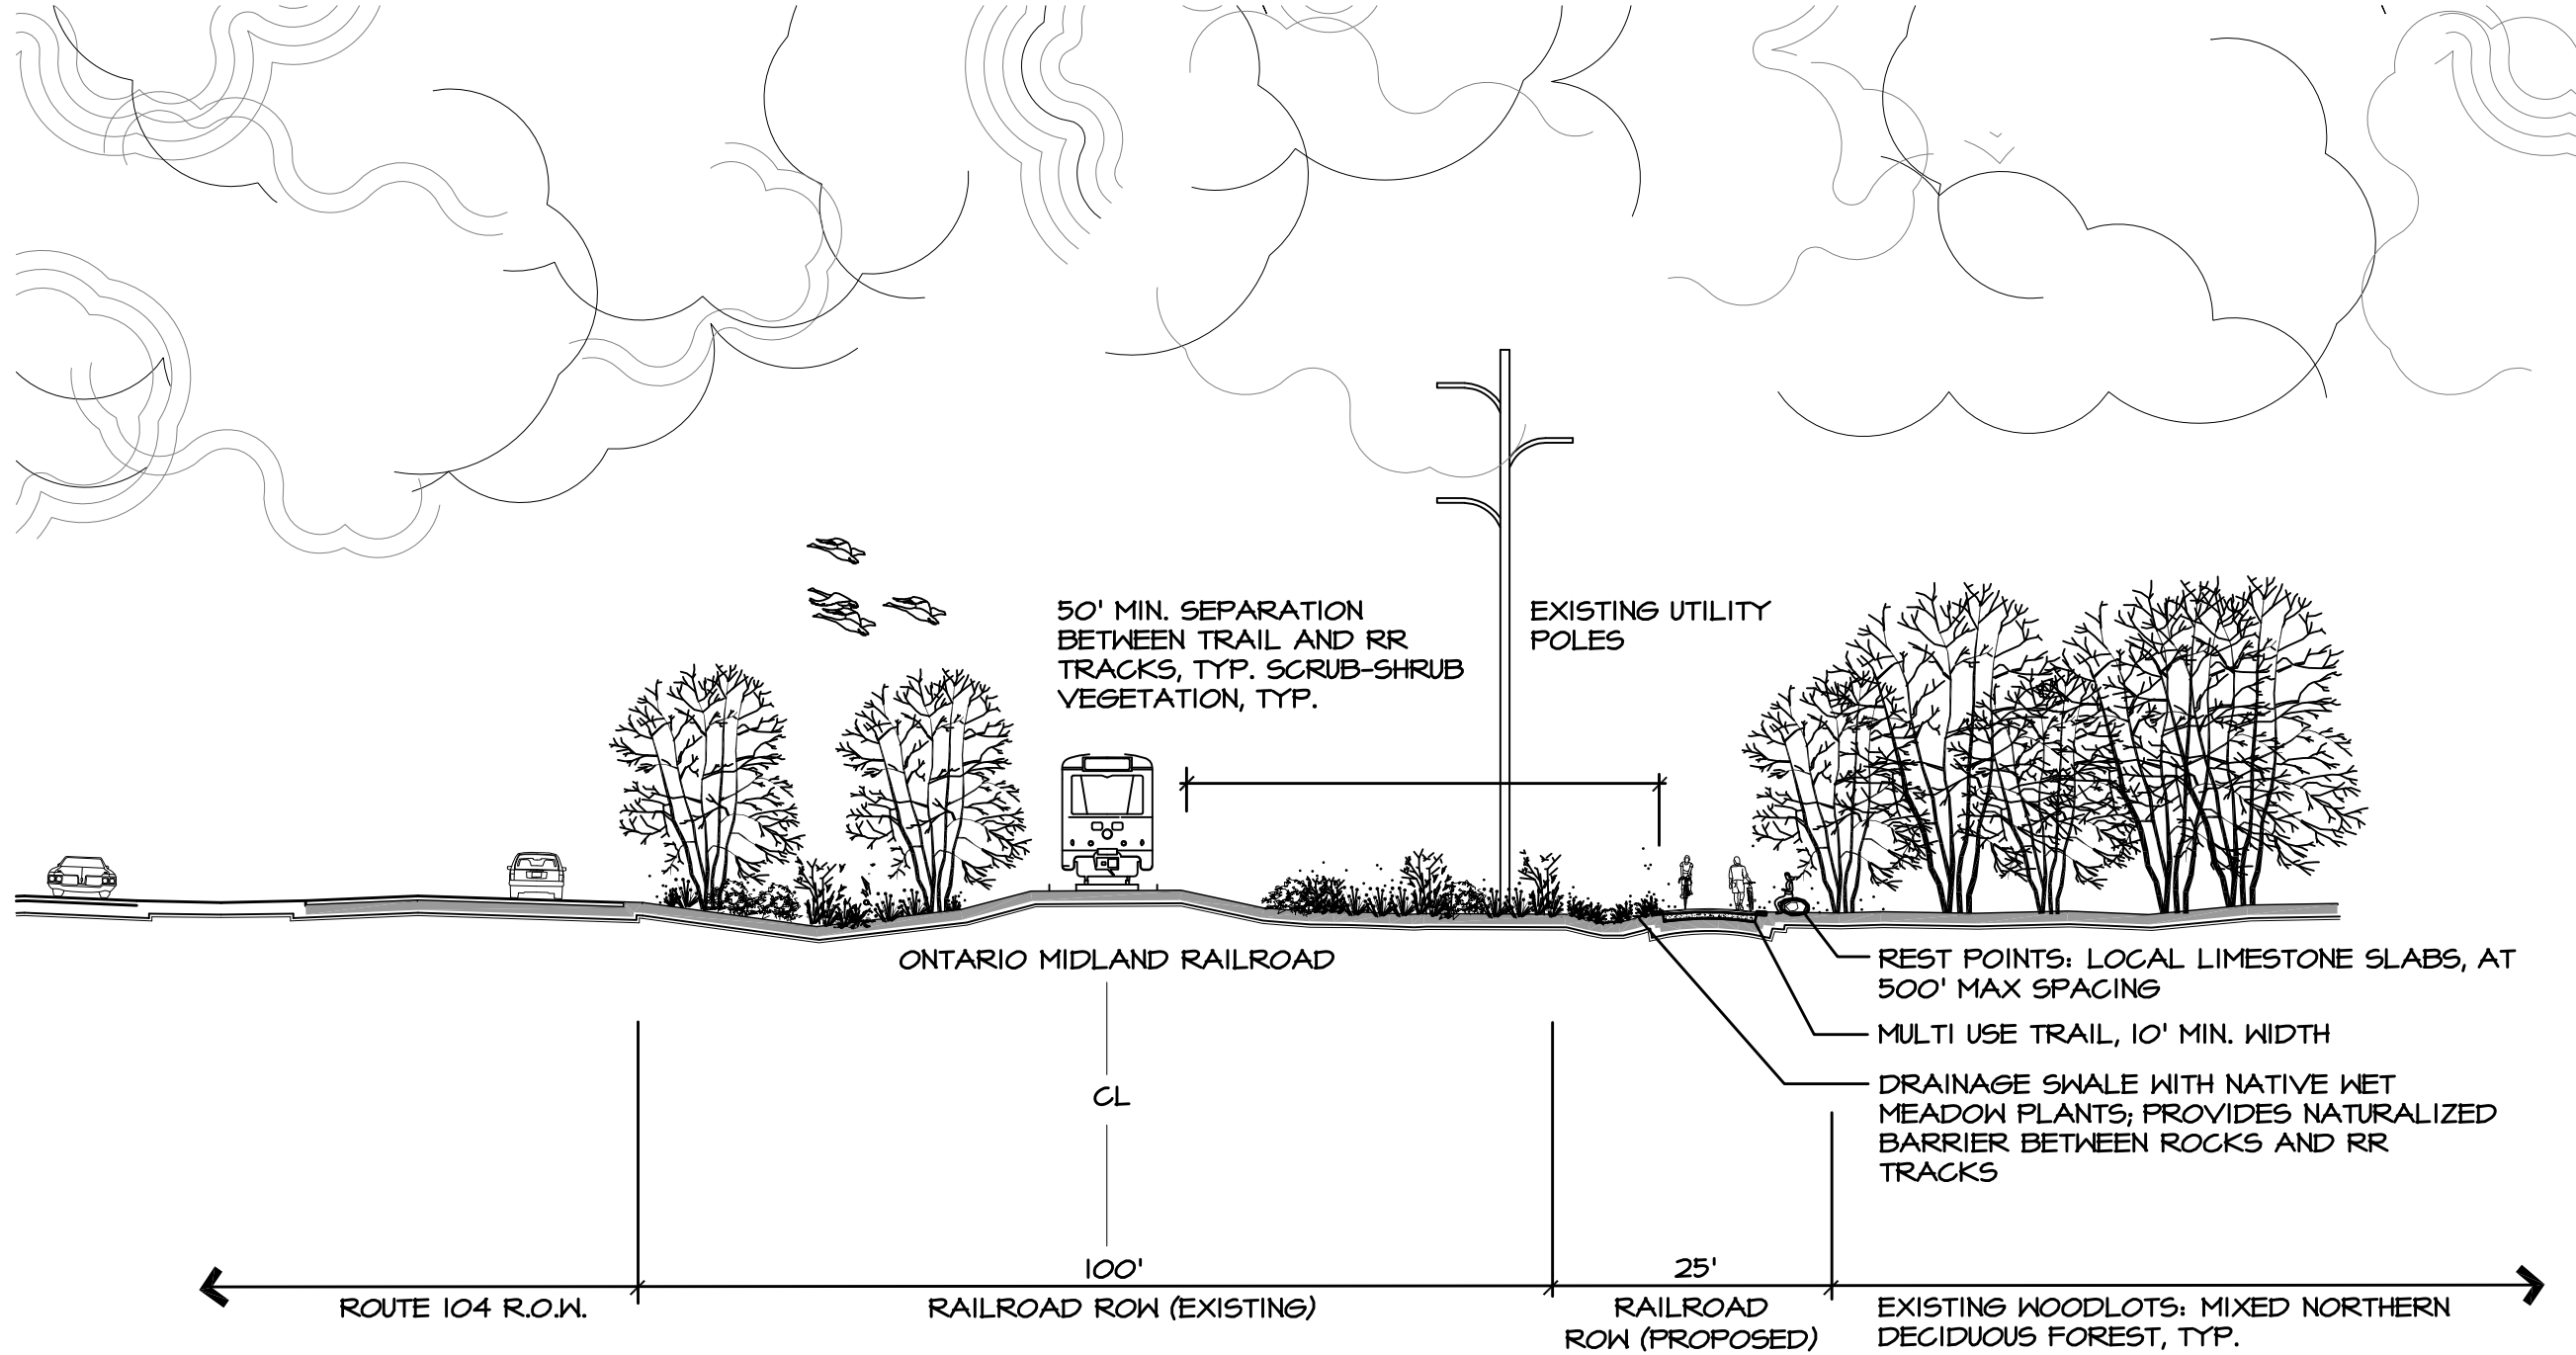 50' MIN. SEPARATION
BETWEEN TRAIL AND RR
TRACKS, TYP. SCRUB-SHRUB
VEGETATION, TYP.
EXISTING UTILITY
POLES
ONTARIO MIDLAND RAILROAD
CL
REST POINTS: LOCAL LIMESTONE SLABS, AT
500' MAX SPACING
MULTI USE TRAIL, 10' MIN. WIDTH
DRAINAGE SWALE WITH NATIVE WET
MEADOW PLANTS; PROVIDES NATURALIZED
BARRIER BETWEEN ROCKS AND RR
TRACKS
ROUTE 104 R.O.W.
100'
RAILROAD ROW (EXISTING)
25'
RAILROAD
ROW (PROPOSED)
EXISTING WOODLOTS: MIXED NORTHERN
DECIDUOUS FOREST, TYP.